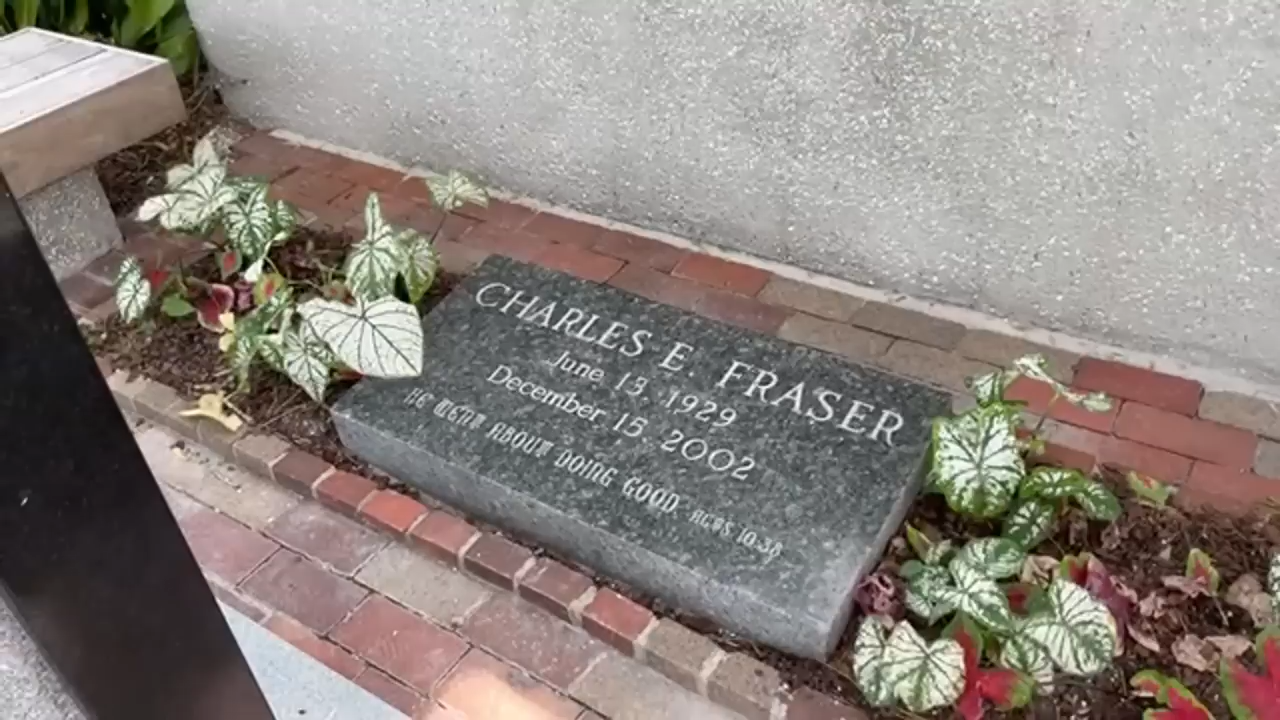 CHARLES E. FRASER
June 13, 1929
December 15, 2002
HE WENT ABOUT DOING GOOD ACTS 10:38